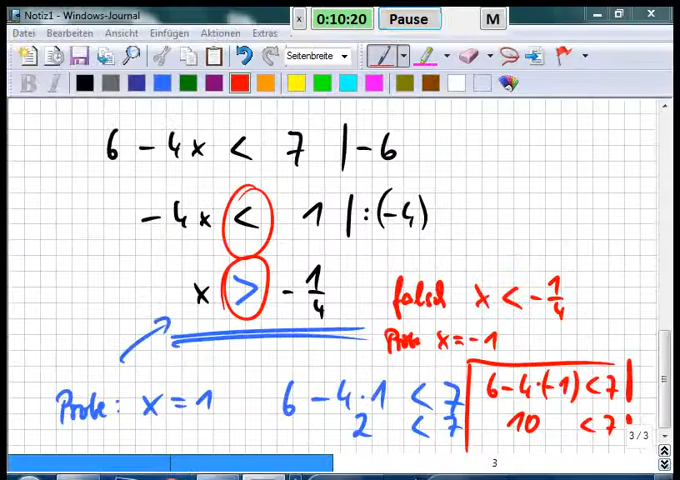 Notiz1 - Windows-Journal
x 0:10:20 Pause M
Datei Bearbeiten Ansicht Einfügen Aktionen Extras
Seitenbreite
B I
6 - 4x < 7 | -6
-4x < 1 | : (-4)
x > - 1/4
falsch x < - 1/4
Probe x = -1
Probe: x = 1 6 - 4 · 1 < 7
2 < 7
6 - 4 · (-1) < 7
10 < 7
3/3
3